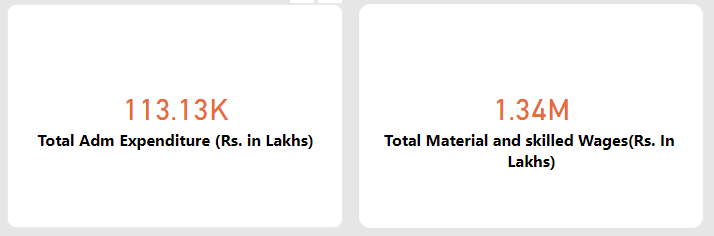 113.13K
Total Adm Expenditure (Rs. in Lakhs)
1.34M
Total Material and skilled Wages(Rs. In
Lakhs)